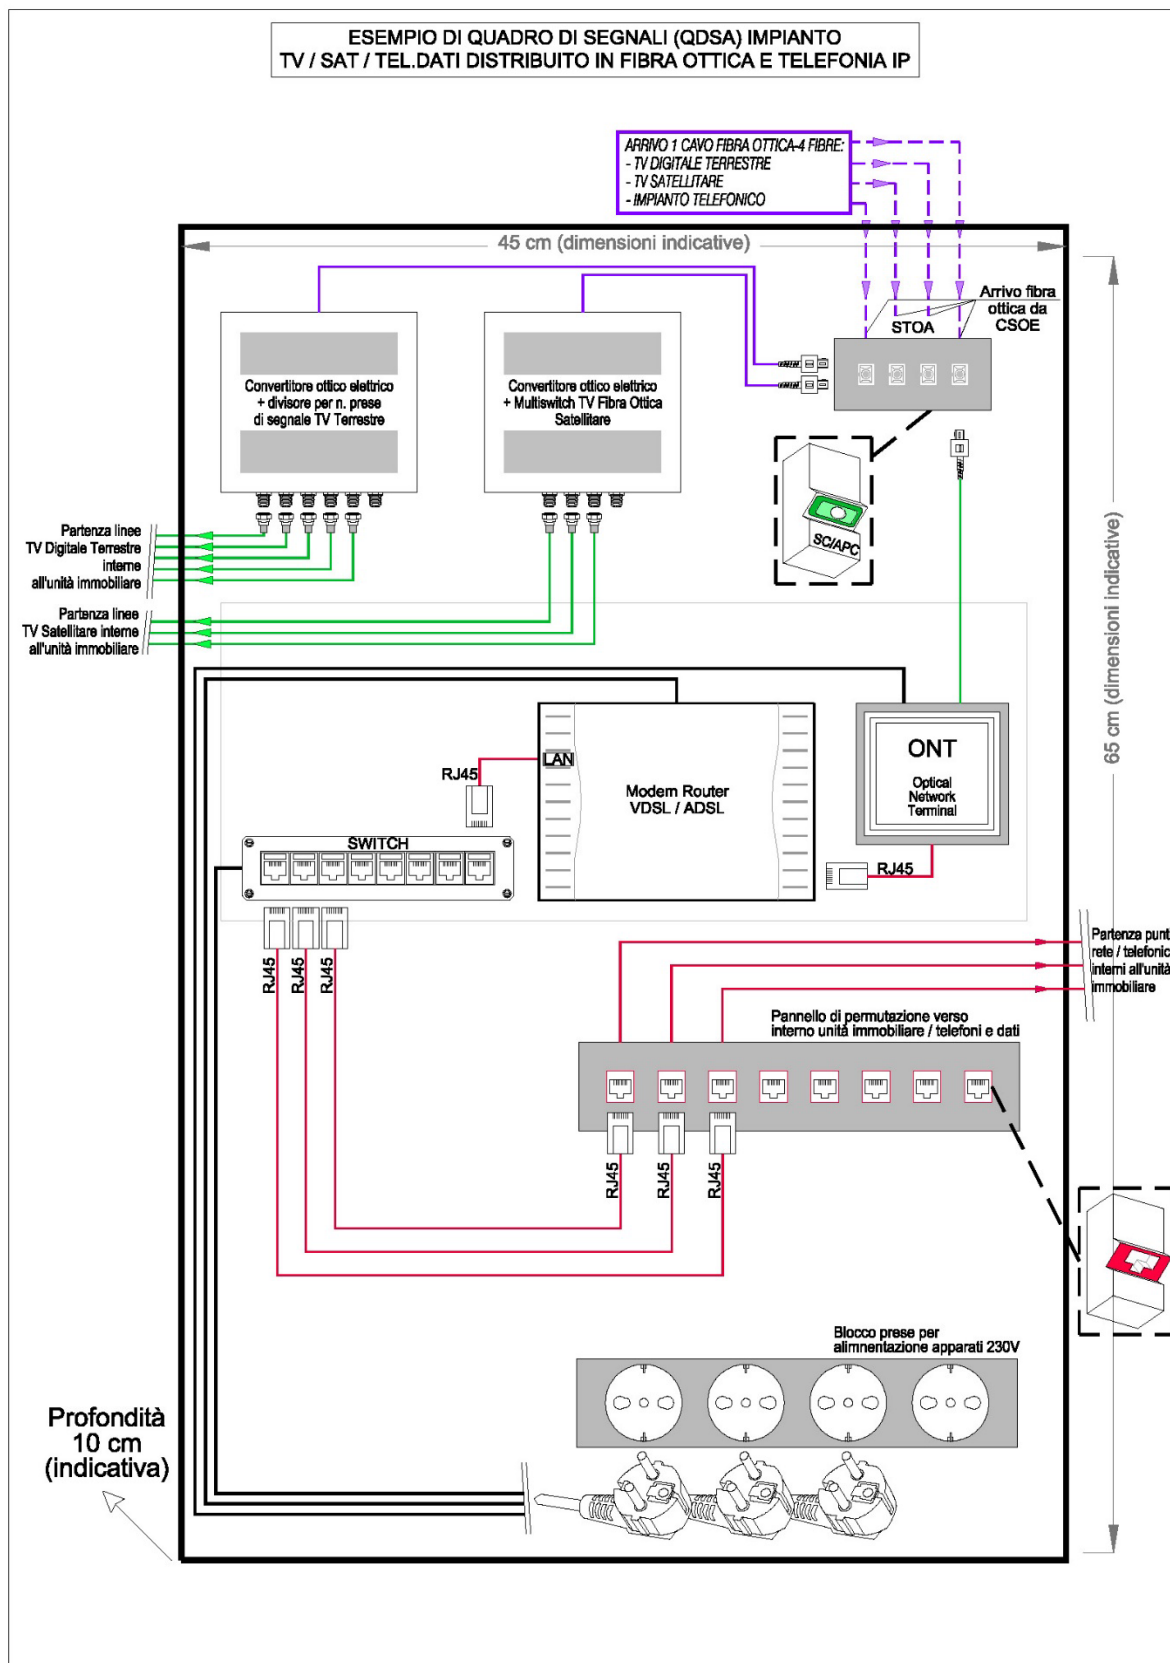 ESEMPIO DI QUADRO DI SEGNALI (QDSA) IMPIANTO
TV / SAT / TEL.DATI DISTRIBUITO IN FIBRA OTTICA E TELEFONIA IP
ARRIVO 1 CAVO FIBRA OTTICA-4 FIBRE:
- TV DIGITALE TERRESTRE
- TV SATELLITARE
- IMPIANTO TELEFONICO
45 cm (dimensioni indicative)
Arrivo fibra
ottica da
CSOE
STOA
Convertitore ottico elettrico
+ divisore per n. prese
di segnale TV Terrestre
Convertitore ottico elettrico
+ Multiswitch TV Fibra Ottica
Satellitare
SC/APC
Partenza linee
TV Digitale Terrestre
interne
all'unità immobiliare
Partenza linee
TV Satellitare interne
all'unità immobiliare
65 cm (dimensioni indicative)
LAN
RJ45
Modem Router
VDSL / ADSL
ONT
Optical
Network
Terminal
SWITCH
RJ45
RJ45
RJ45
RJ45
Partenza punt
rete / telefonic
interni all'unità
immobiliare
Pannello di permutazione verso
interno unità immobiliare / telefoni e dati
RJ45
RJ45
RJ45
Blocco prese per
alimnentazione apparati 230V
Profondità
10 cm
(indicativa)